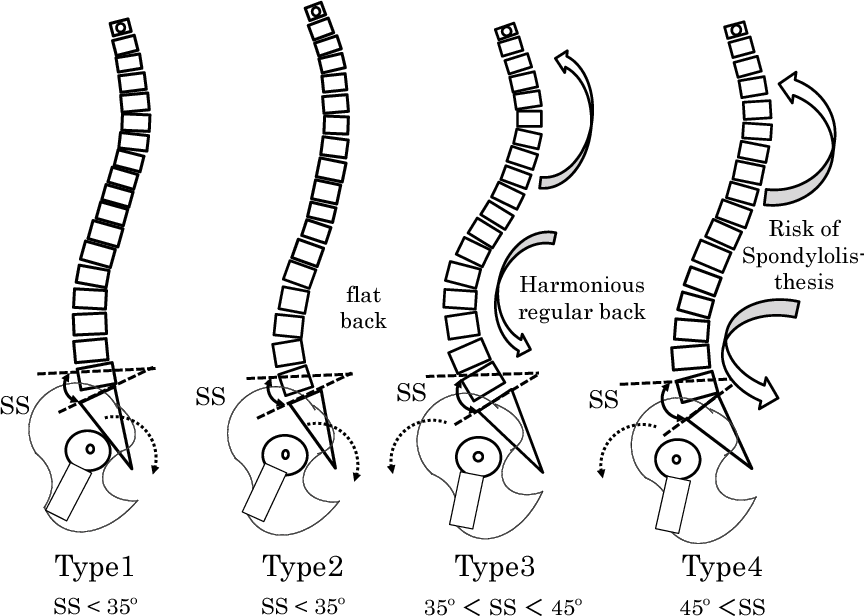 flat
back
Harmonious
regular back
Risk of
Spondylolis-
thesis
SS
SS
SS
SS
Type1
Type2
Type3
Type4
SS < 35°
SS < 35°
35° < SS < 45°
45° <SS